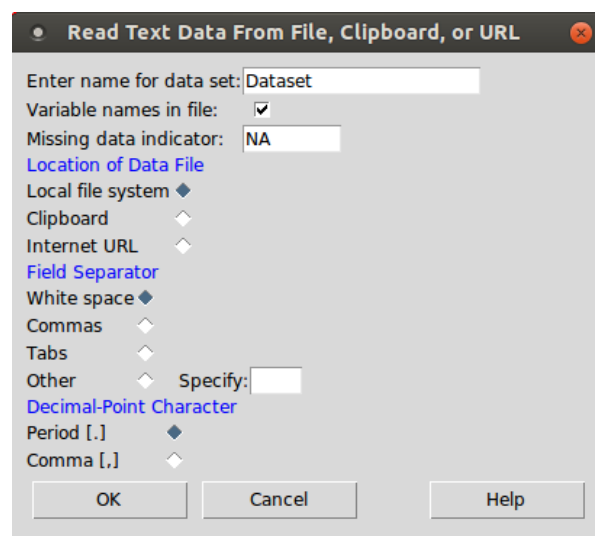 Read Text Data From File, Clipboard, or URL
Enter name for data set: Dataset
Variable names in file:
Missing data indicator: NA
Location of Data File
Local file system
Clipboard
Internet URL
Field Separator
White space
Commas
Tabs
Other Specify:
Decimal-Point Character
Period [.]
Comma [,]
OK Cancel Help